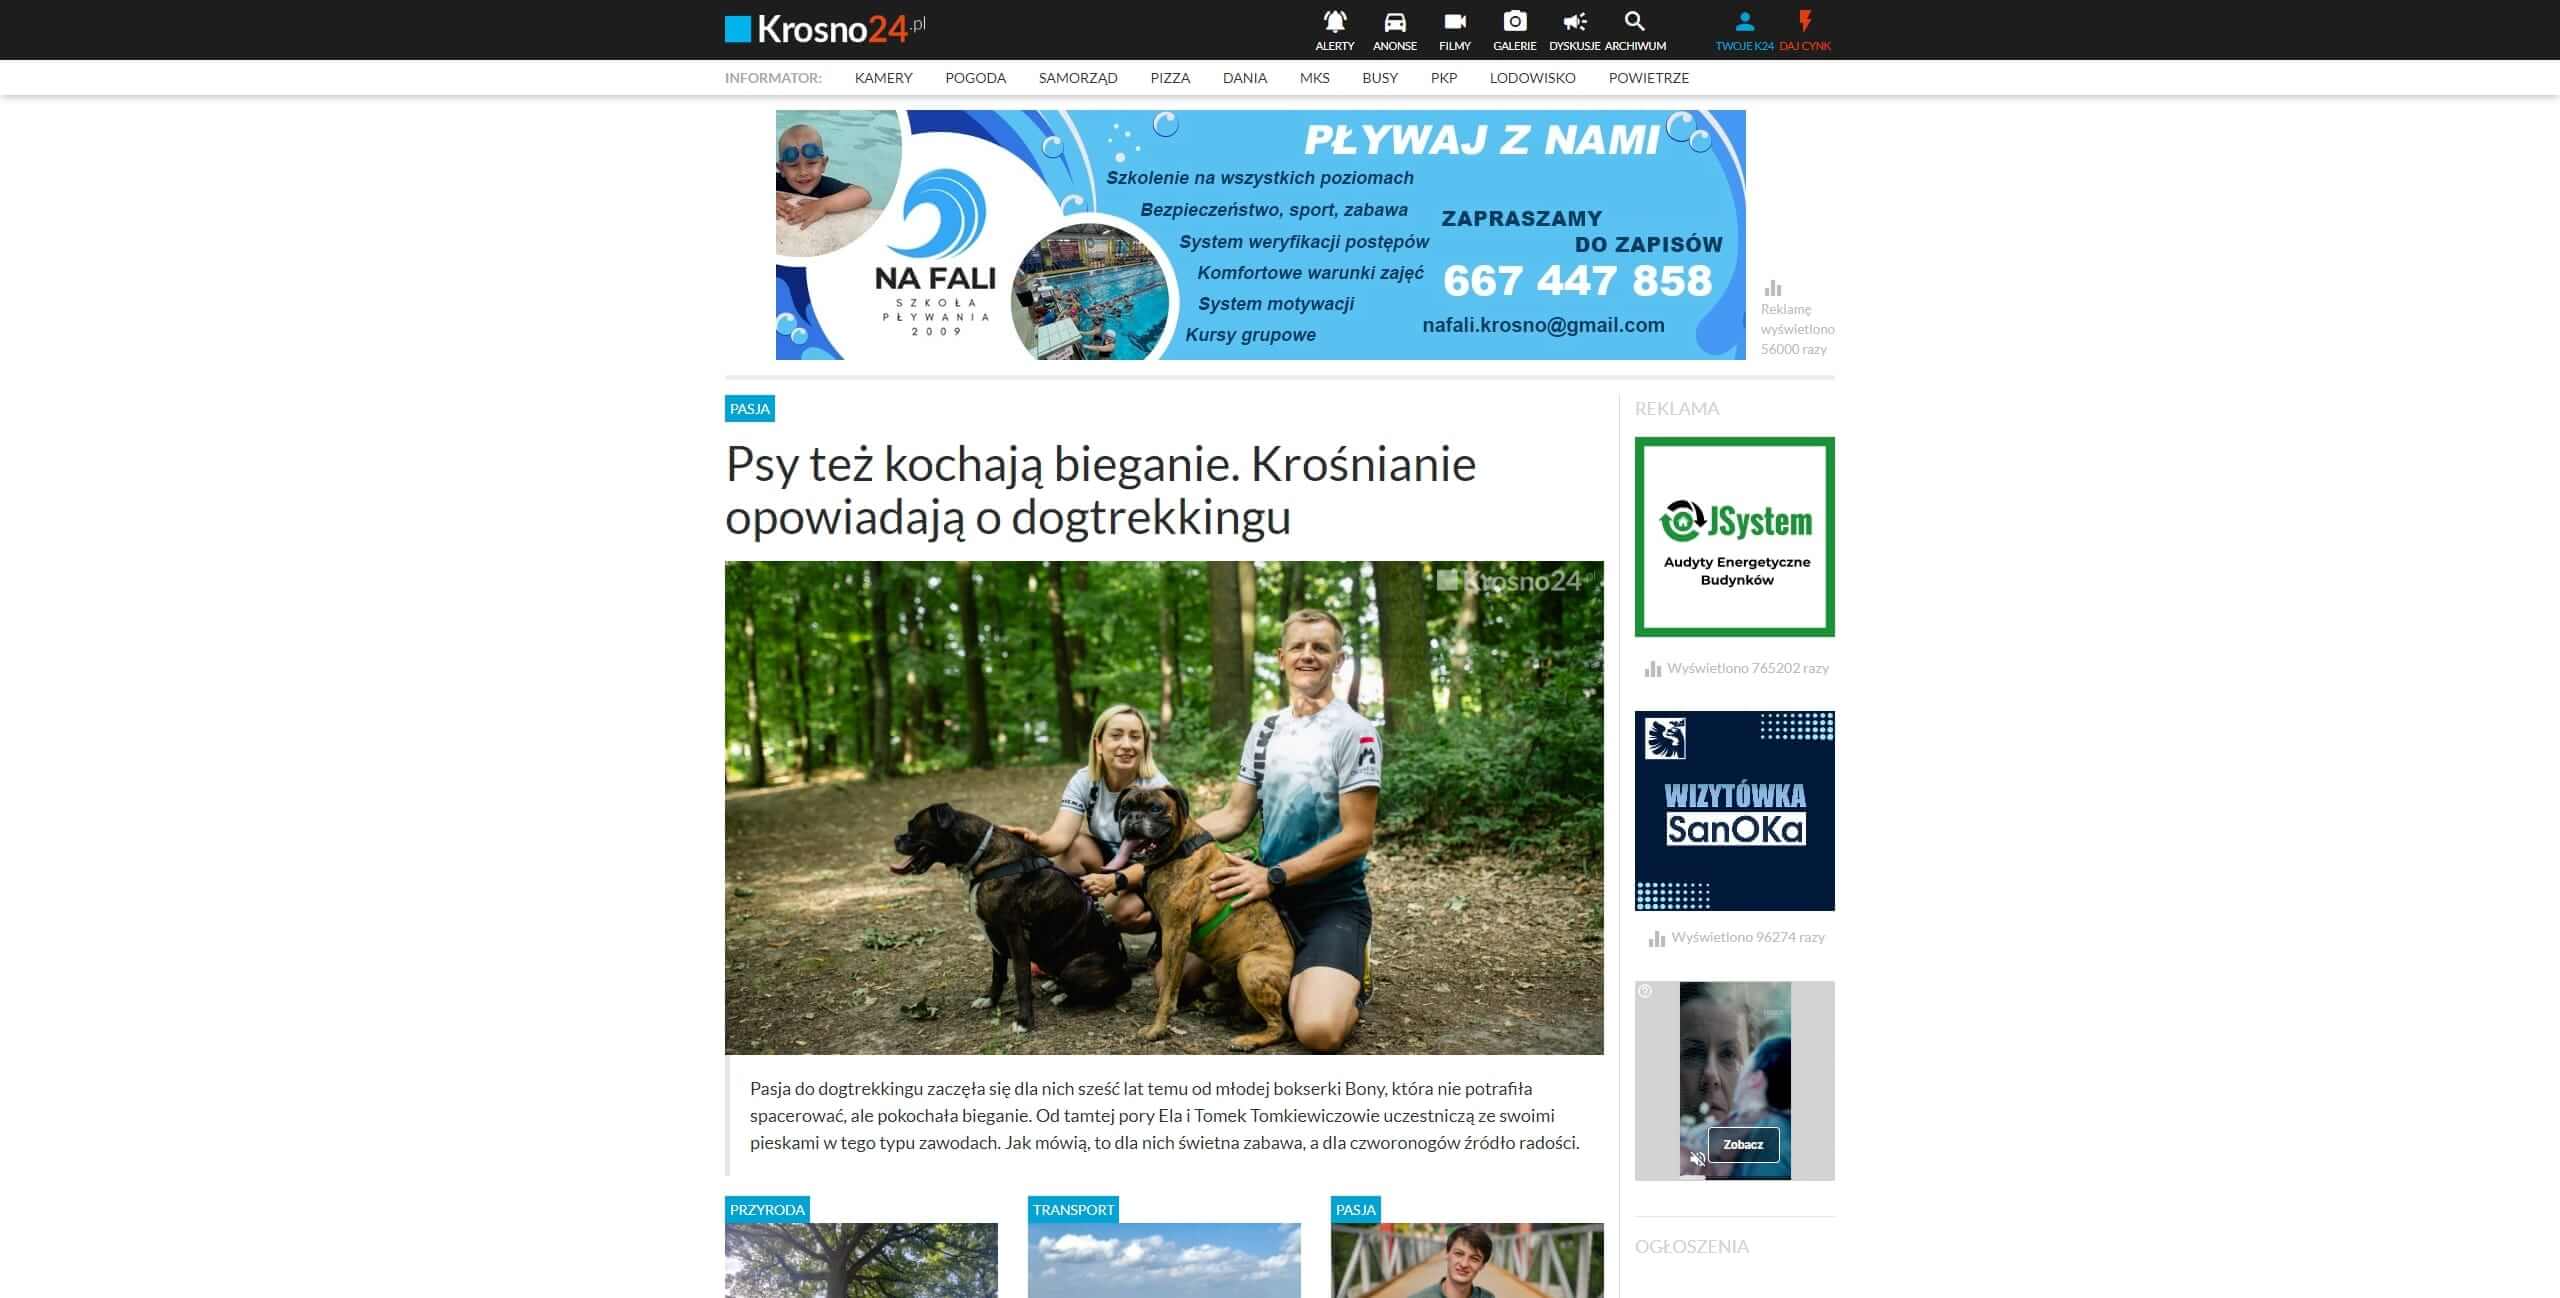 Krosno24.pl
ALERTY ANONSE FILMY GALERIE DYSKUSJE ARCHIWUM TWOJE K24 DAJ CYNK
INFORMATOR: KAMERY POGODA SAMORZĄD PIZZA DANIA MKS BUSY PKP LODOWISKO POWIETRZE
PŁYWAJ Z NAMI
Szkolenie na wszystkich poziomach
Bezpieczeństwo, sport, zabawa
System weryfikacji postępów
Komfortowe warunki zajęć
System motywacji
Kursy grupowe
ZAPRASZAMY
DO ZAPISÓW
667 447 858
nafali.krosno@gmail.com
NA FALI
SZKOŁA
PŁYWANIA
2009
Reklamę
wyświetlono
56000 razy
PASJA
Psy też kochają bieganie. Krośnianie
opowiadają o dogtrekkingu
Krosno24.pl
Pasja do dogtrekkingu zaczęła się dla nich sześć lat temu od młodej bokserki Bony, która nie potrafiła
spacerować, ale pokochała bieganie. Od tamtej pory Ela i Tomek Tomkiewiczowie uczestniczą ze swoimi
pieskami w tego typu zawodach. Jak mówią, to dla nich świetna zabawa, a dla czworonogów źródło radości.
PRZYRODA
TRANSPORT
PASJA
REKLAMA
JSystem
Audyty Energetyczne
Budynków
Wyświetlono 765202 razy
WIZYTÓWKA
SanOKa
Wyświetlono 96274 razy
Zobacz
OGŁOSZENIA